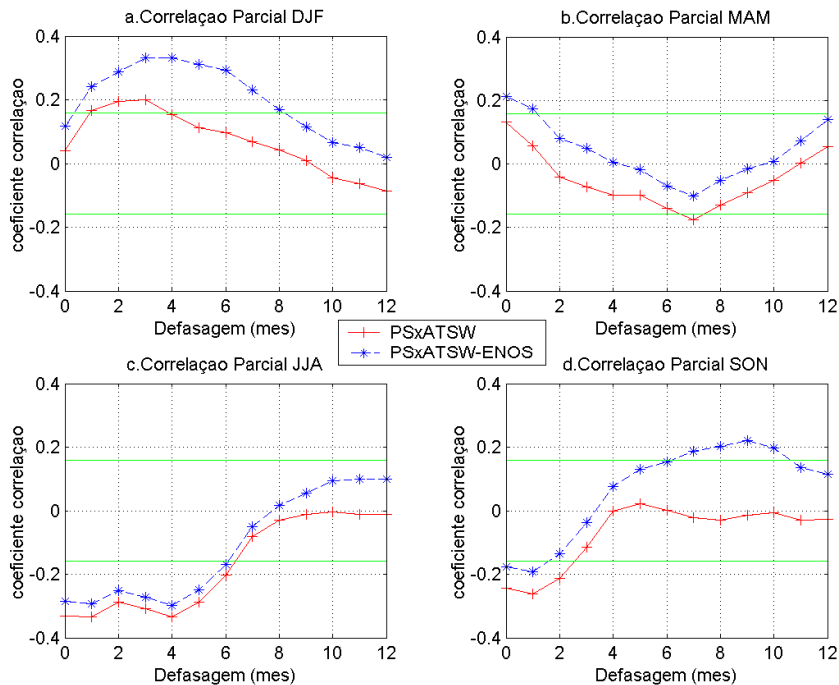 a.Correlaçao Parcial DJF
coeficiente correlaçao
0.4
0.2
0
-0.2
-0.4
0 2 4 6 8 10 12
Defasagem (mes)
b.Correlaçao Parcial MAM
coeficiente correlaçao
0.4
0.2
0
-0.2
-0.4
0 2 4 6 8 10 12
Defasagem (mes)
PSxATSW
PSxATSW-ENOS
c.Correlaçao Parcial JJA
coeficiente correlaçao
0.4
0.2
0
-0.2
-0.4
0 2 4 6 8 10 12
Defasagem (mes)
d.Correlaçao Parcial SON
coeficiente correlaçao
0.4
0.2
0
-0.2
-0.4
0 2 4 6 8 10 12
Defasagem (mes)